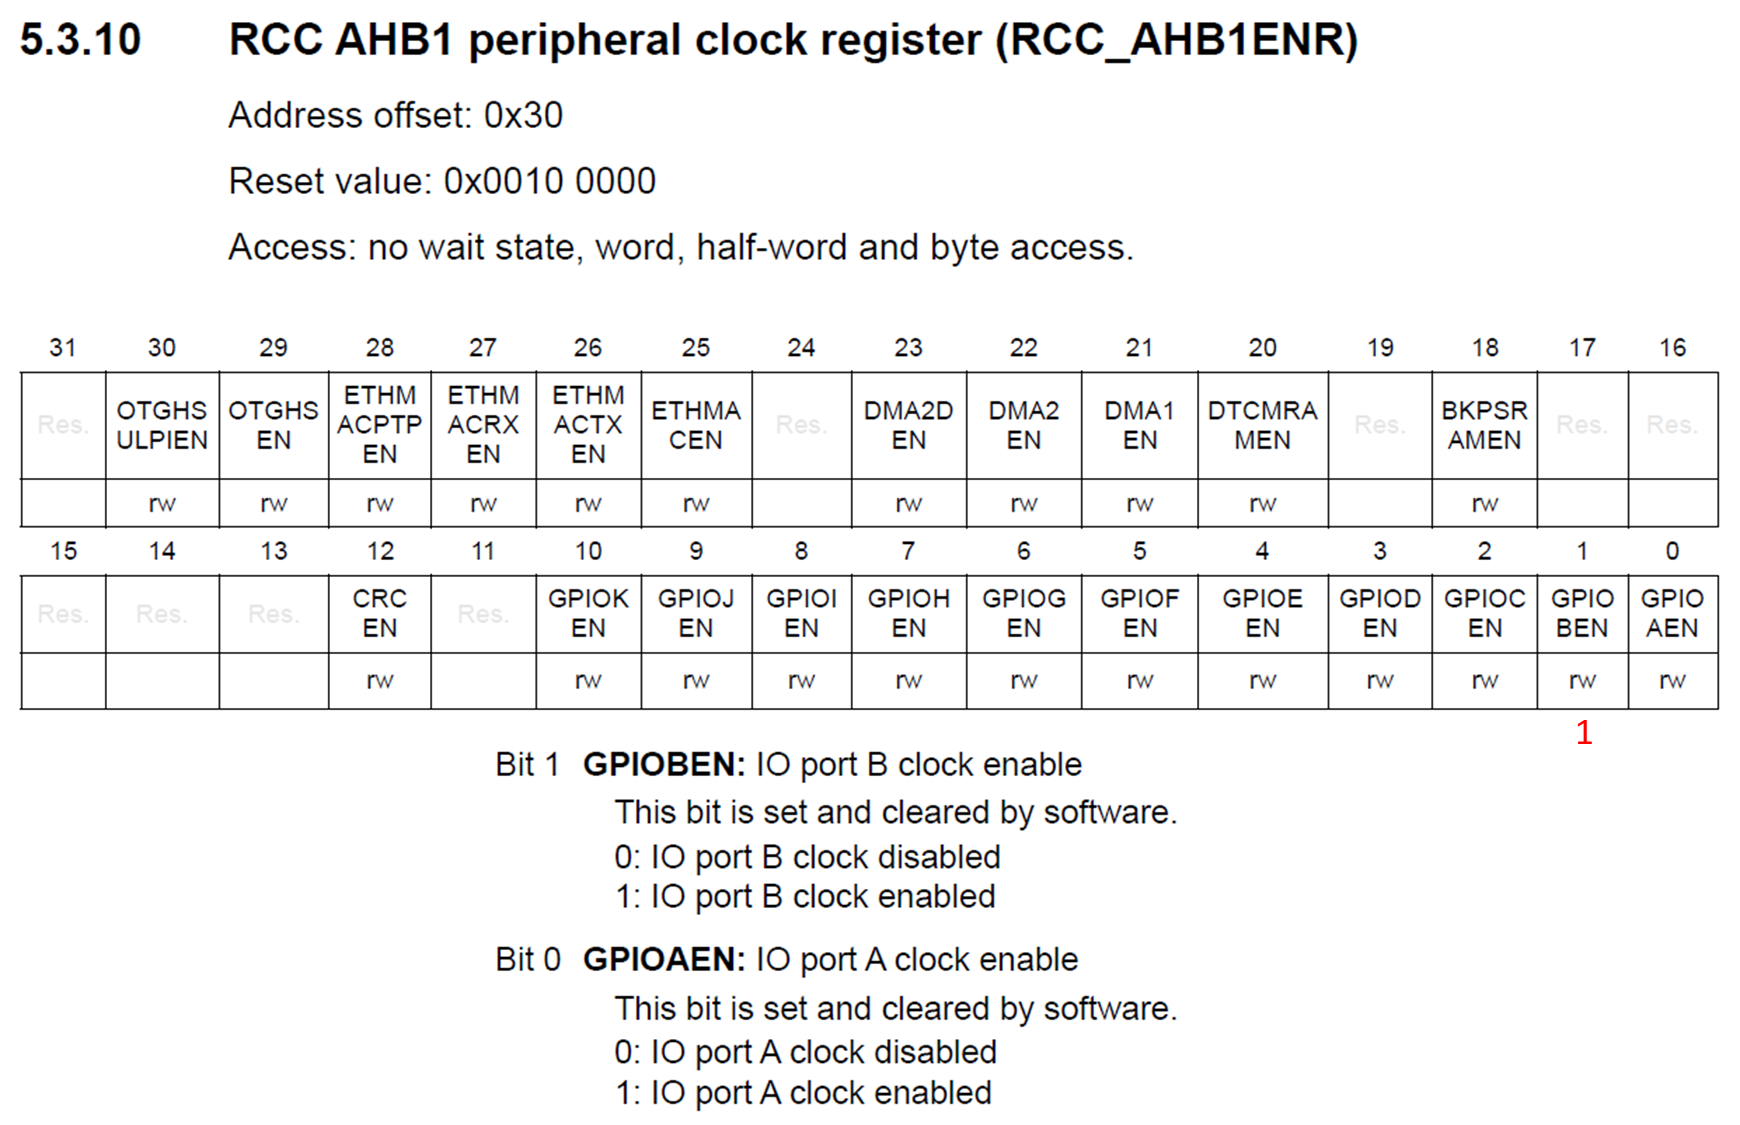 5.3.10 RCC AHB1 peripheral clock register (RCC_AHB1ENR)
Address offset: 0x30
Reset value: 0x0010 0000
Access: no wait state, word, half-word and byte access.
31 30 29 28 27 26 25 24 23 22 21 20 19 18 17 16
Res. OTGHS ULPIEN OTGHS EN ETHM ACPTP EN ETHM ACRX EN ETHM ACTX EN ETHMA CEN Res. DMA2D EN DMA2 EN DMA1 EN DTCMRA MEN Res. BKPSR AMEN Res. Res.
rw rw rw rw rw rw rw rw rw rw rw
15 14 13 12 11 10 9 8 7 6 5 4 3 2 1 0
Res. Res. Res. CRC EN Res. GPIOK EN GPIOJ EN GPIOI EN GPIOH EN GPIOG EN GPIOF EN GPIOE EN GPIOD EN GPIOC EN GPIO BEN GPIO AEN
rw rw rw rw rw rw rw rw rw rw rw rw
1
Bit 1 GPIOBEN: IO port B clock enable
This bit is set and cleared by software.
0: IO port B clock disabled
1: IO port B clock enabled
Bit 0 GPIOAEN: IO port A clock enable
This bit is set and cleared by software.
0: IO port A clock disabled
1: IO port A clock enabled